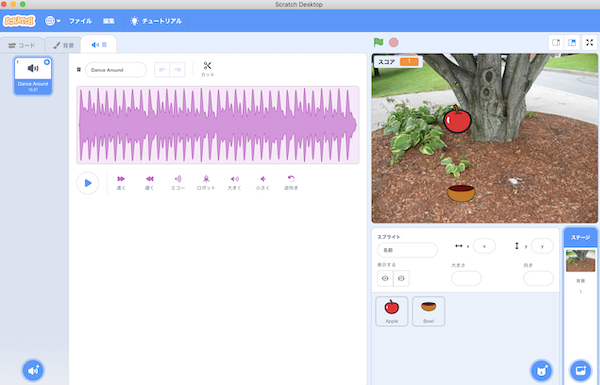 Scratch Desktop
SCRATCH
ファイル 編集 チュートリアル
コード 背景 音
1
Dance Around
Dance Around
カット
速く 遅く エコー ロボット 大きく 小さく 逆向き
スコア 1
スプライト
名前 x x y y
表示する 大きさ 向き
Apple Bowl
ステージ
背景
1